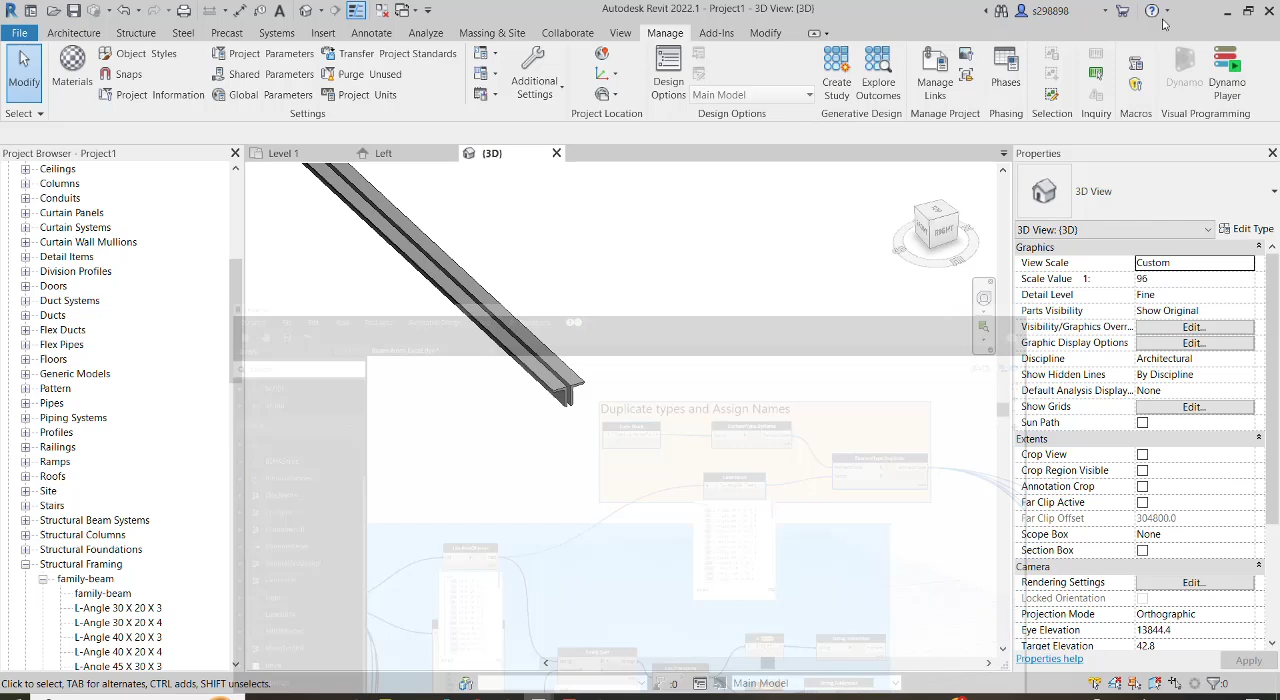 Autodesk Revit 2022.1 - Project1 - 3D View: {3D}
s298898
File Architecture Structure Steel Precast Systems Insert Annotate Analyze Massing & Site Collaborate View Manage Add-Ins Modify
Modify
Materials
Object Styles
Snaps
Project Information
Project Parameters
Shared Parameters
Global Parameters
Transfer Project Standards
Purge Unused
Project Units
Additional Settings
Design Options
Main Model
Create Study
Explore Outcomes
Manage Links
Phases
Dynamo
Dynamo Player
Select
Settings
Project Location
Design Options
Generative Design
Manage Project
Phasing
Selection
Inquiry
Macros
Visual Programming
Project Browser - Project1
Ceilings
Columns
Conduits
Curtain Panels
Curtain Systems
Curtain Wall Mullions
Detail Items
Division Profiles
Doors
Duct Systems
Ducts
Flex Ducts
Flex Pipes
Floors
Generic Models
Pattern
Pipes
Piping Systems
Profiles
Railings
Ramps
Roofs
Site
Stairs
Structural Beam Systems
Structural Columns
Structural Foundations
Structural Framing
family-beam
family-beam
L-Angle 30 X 20 X 3
L-Angle 30 X 20 X 4
L-Angle 40 X 20 X 3
L-Angle 40 X 20 X 4
L-Angle 45 X 30 X 3
Level 1
Left
{3D}
RIGHT
Duplicate types and Assign Names
Properties
3D View
3D View: {3D}
Edit Type
Graphics
View Scale Custom
Scale Value 1: 96
Detail Level Fine
Parts Visibility Show Original
Visibility/Graphics Over... Edit...
Graphic Display Options Edit...
Discipline Architectural
Show Hidden Lines By Discipline
Default Analysis Display... None
Show Grids Edit...
Sun Path
Extents
Crop View
Crop Region Visible
Annotation Crop
Far Clip Active
Far Clip Offset 304800.0
Scope Box None
Section Box
Camera
Rendering Settings Edit...
Locked Orientation
Projection Mode Orthographic
Eye Elevation 13844.4
Target Elevation 42.8
Properties help
Apply
Click to select, TAB for alternates, CTRL adds, SHIFT unselects.
:0
Main Model
:0